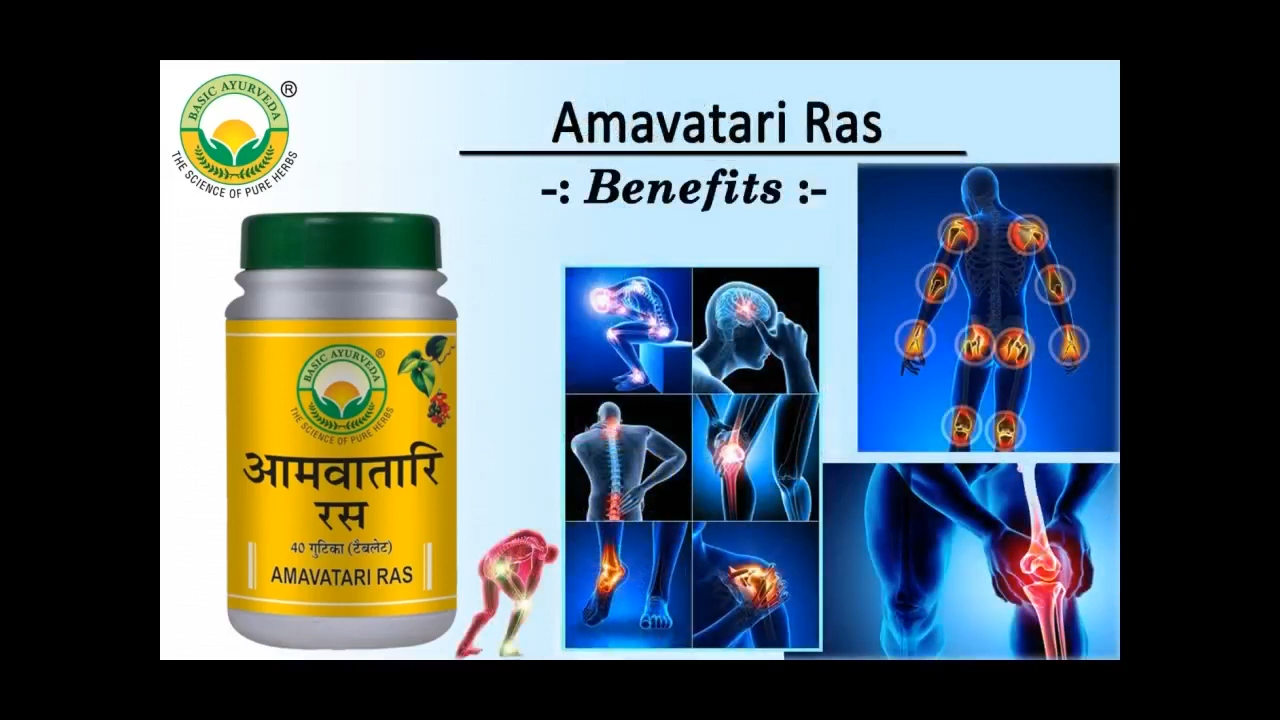 BASIC AYURVEDA
®
THE SCIENCE OF PURE HERBS
Amavatari Ras
-: Benefits :-
BASIC AYURVEDA
®
THE SCIENCE OF PURE HERBS
आमवातारि
रस
40 गुटिका (टैबलेट)
AMAVATARI RAS